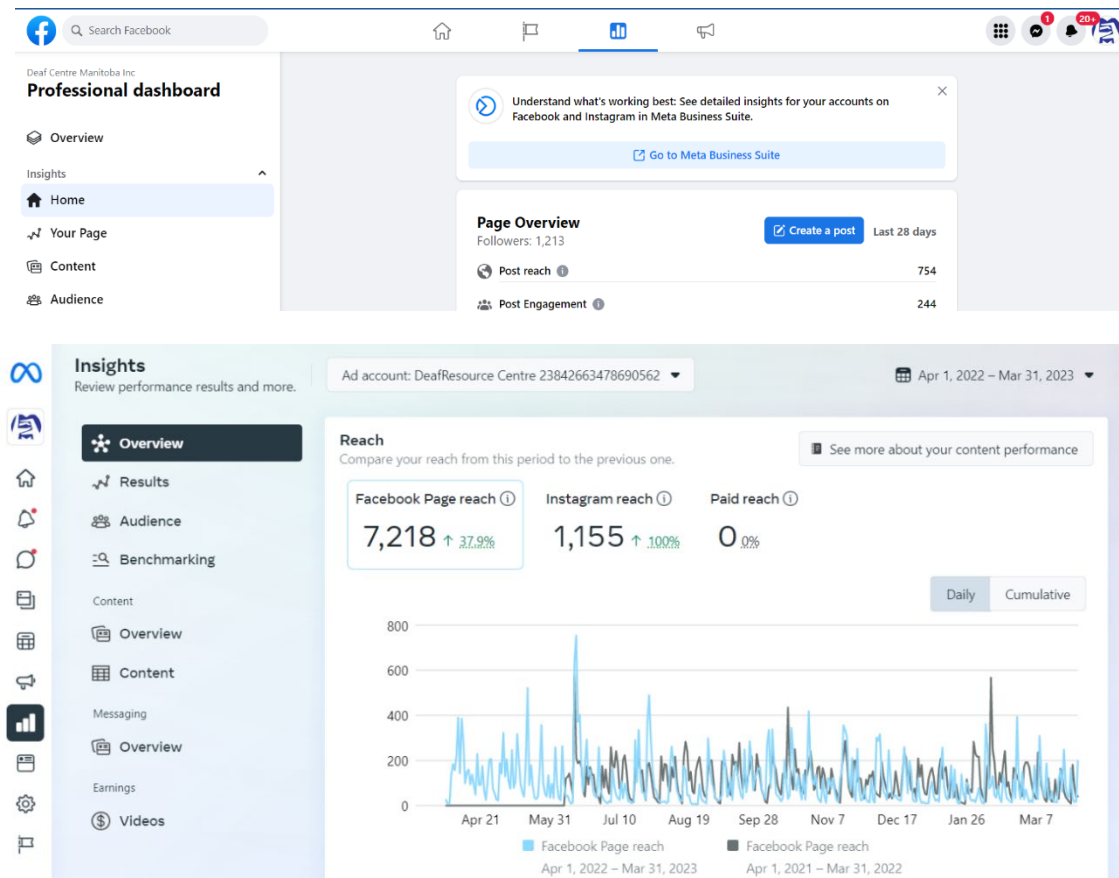 Search Facebook
1
20+
Deaf Centre Manitoba Inc
Professional dashboard
Overview
Insights
Home
Your Page
Content
Audience
Understand what's working best: See detailed insights for your accounts on
Facebook and Instagram in Meta Business Suite.
Go to Meta Business Suite
Page Overview
Followers: 1,213
Create a post
Last 28 days
Post reach 754
Post Engagement 244
Insights
Review performance results and more.
Ad account: DeafResource Centre 23842663478690562
Apr 1, 2022 – Mar 31, 2023
Overview
Results
Audience
Benchmarking
Content
Overview
Content
Messaging
Overview
Earnings
Videos
Reach
Compare your reach from this period to the previous one.
See more about your content performance
Facebook Page reach Instagram reach Paid reach
7,218 ↑ 37.9% 1,155 ↑ 100% 0 0%
Daily Cumulative
800
600
400
200
0
Apr 21 May 31 Jul 10 Aug 19 Sep 28 Nov 7 Dec 17 Jan 26 Mar 7
Facebook Page reach Facebook Page reach
Apr 1, 2022 – Mar 31, 2023 Apr 1, 2021 – Mar 31, 2022